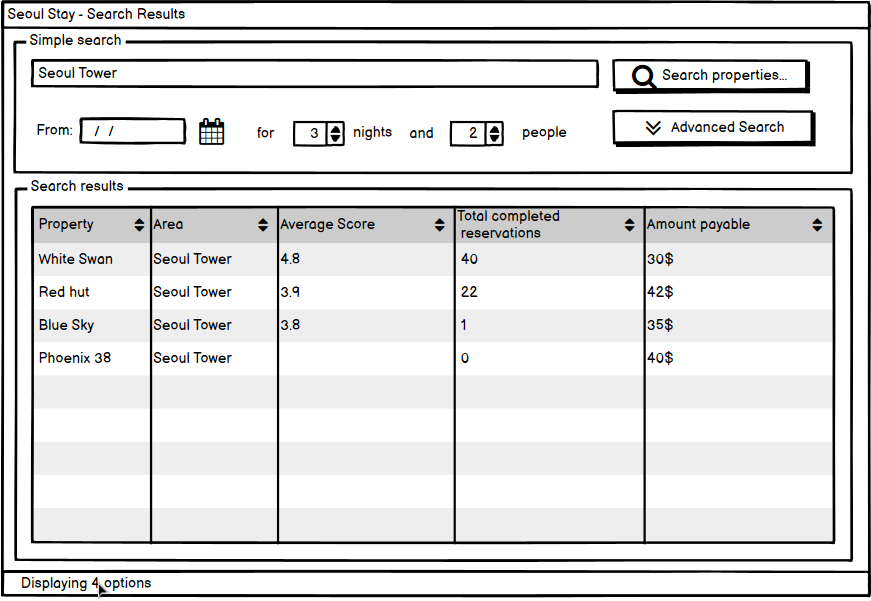 Seoul Stay - Search Results
Simple search
Seoul Tower
Search properties...
From: / / for 3 nights and 2 people
Advanced Search
Search results
Property Area Average Score Total completed reservations Amount payable
White Swan Seoul Tower 4.8 40 30$
Red hut Seoul Tower 3.9 22 42$
Blue Sky Seoul Tower 3.8 1 35$
Phoenix 38 Seoul Tower 0 40$
Displaying 4 options